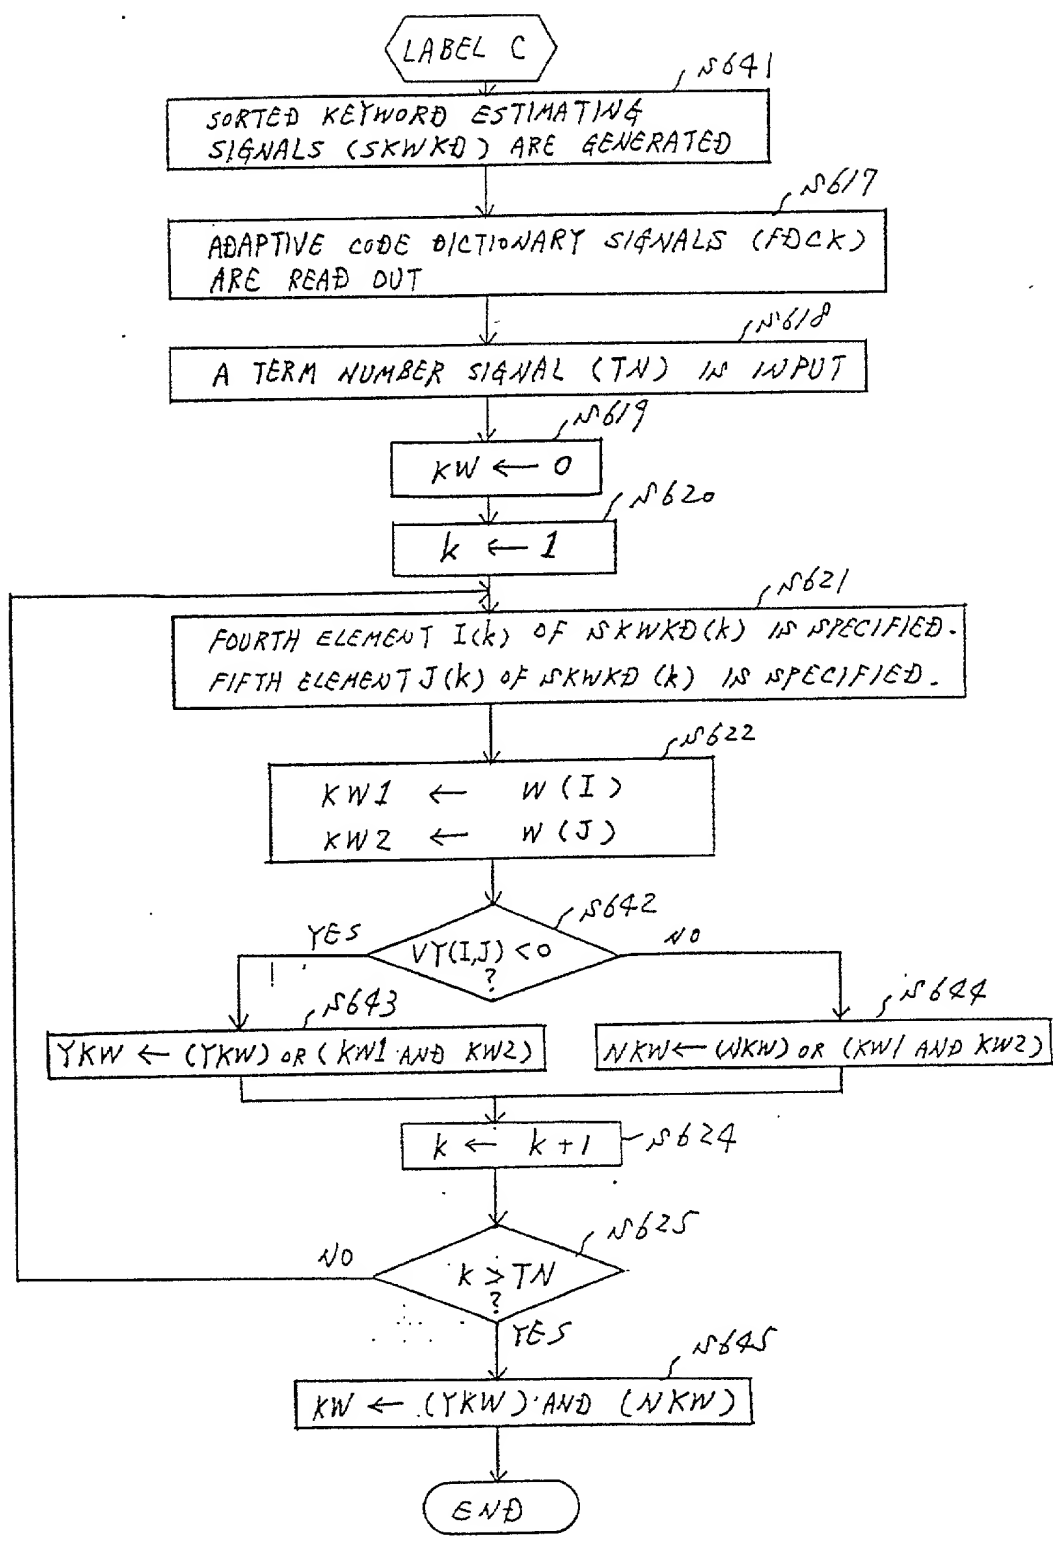 LABEL C
S641
SORTED KEYWORD ESTIMATING
SIGNALS (SKWKD) ARE GENERATED
S617
ADAPTIVE CODE DICTIONARY SIGNALS (FDCK)
ARE READ OUT
S618
A TERM NUMBER SIGNAL (TN) IS INPUT
S619
KW ← 0
S620
k ← 1
S621
FOURTH ELEMENT I(k) OF SKWKD(k) IS SPECIFIED.
FIFTH ELEMENT J(k) OF SKWKD (k) IS SPECIFIED.
S622
KW1 ← W(I)
KW2 ← W(J)
S642
YES
VY(I,J) < 0
?
NO
S643
S644
YKW ← (YKW) OR (KW1 AND KW2)
NKW ← (NKW) OR (KW1 AND KW2)
k ← k+1
S624
S625
NO
k > TN
?
YES
S645
KW ← (YKW) AND (NKW)
END